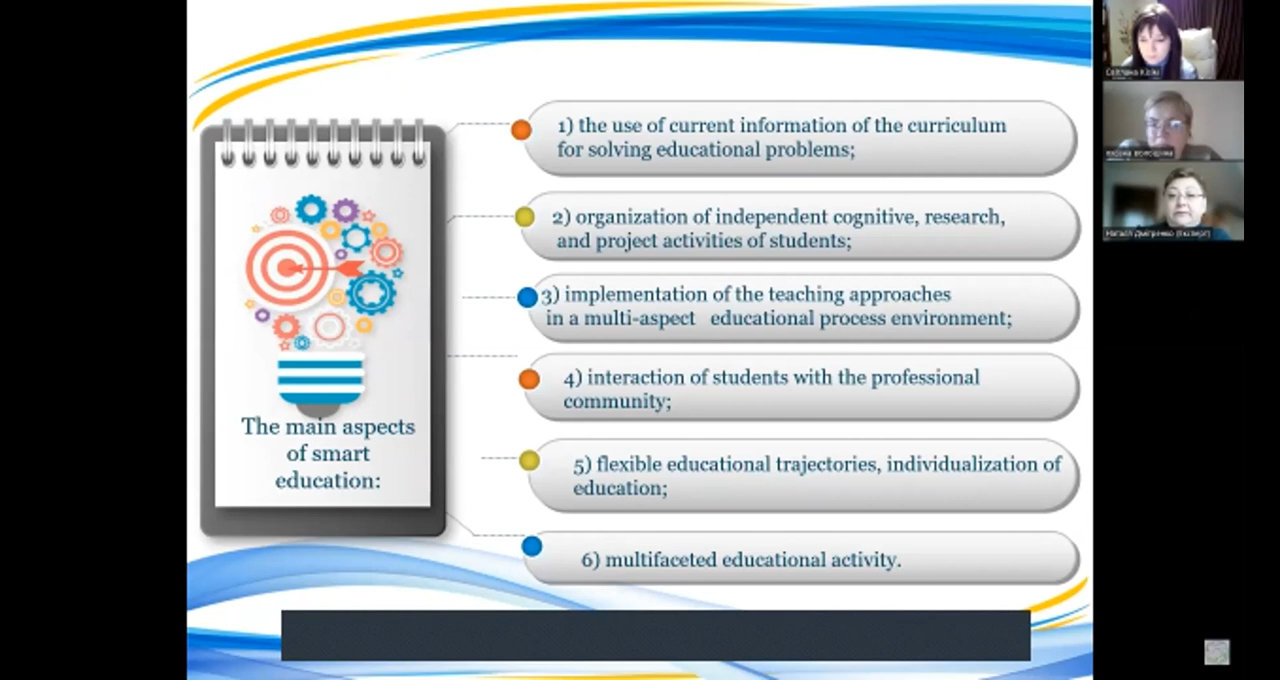 The main aspects
of smart
education:
1) the use of current information of the curriculum
for solving educational problems;
2) organization of independent cognitive, research,
and project activities of students;
3) implementation of the teaching approaches
in a multi-aspect educational process environment;
4) interaction of students with the professional
community;
5) flexible educational trajectories, individualization of
education;
6) multifaceted educational activity.
Наталя Дмітренко (експерт)